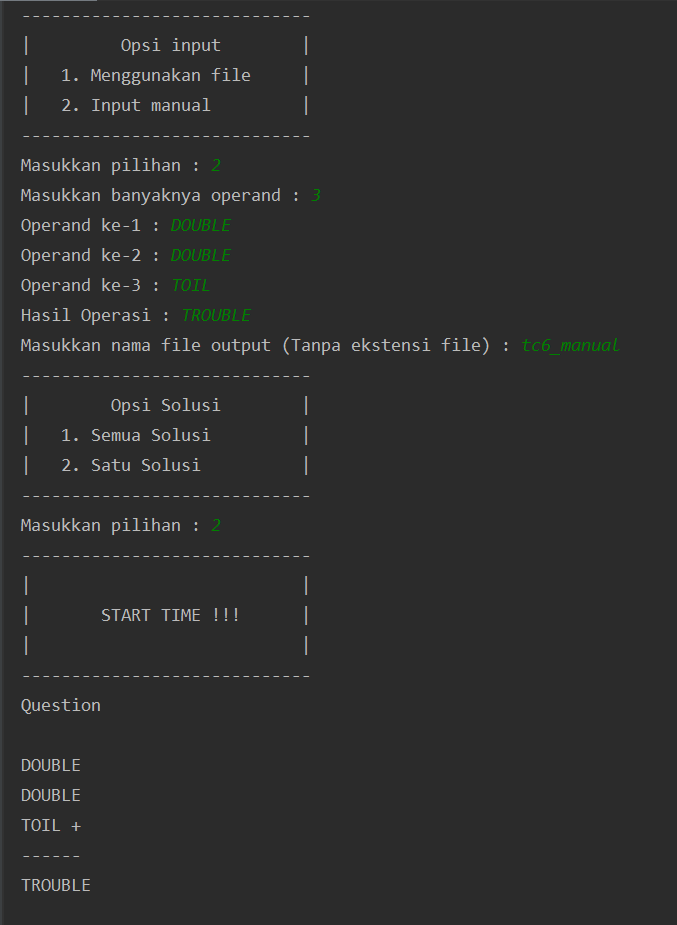 -----------------------------
|         Opsi input        |
|   1. Menggunakan file     |
|   2. Input manual         |
-----------------------------
Masukkan pilihan : 2
Masukkan banyaknya operand : 3
Operand ke-1 : DOUBLE
Operand ke-2 : DOUBLE
Operand ke-3 : TOIL
Hasil Operasi : TROUBLE
Masukkan nama file output (Tanpa ekstensi file) : tc6_manual
-----------------------------
|        Opsi Solusi        |
|   1. Semua Solusi         |
|   2. Satu Solusi          |
-----------------------------
Masukkan pilihan : 2
-----------------------------
|                           |
|       START TIME !!!      |
|                           |
-----------------------------
Question

DOUBLE
DOUBLE
TOIL +
------
TROUBLE